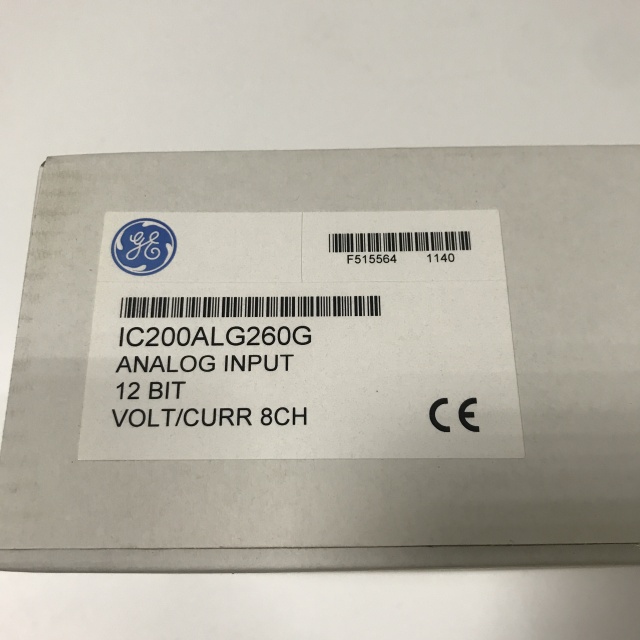 GE
F515564 1140
IC200ALG260G
ANALOG INPUT
12 BIT
VOLT/CURR 8CH
CE